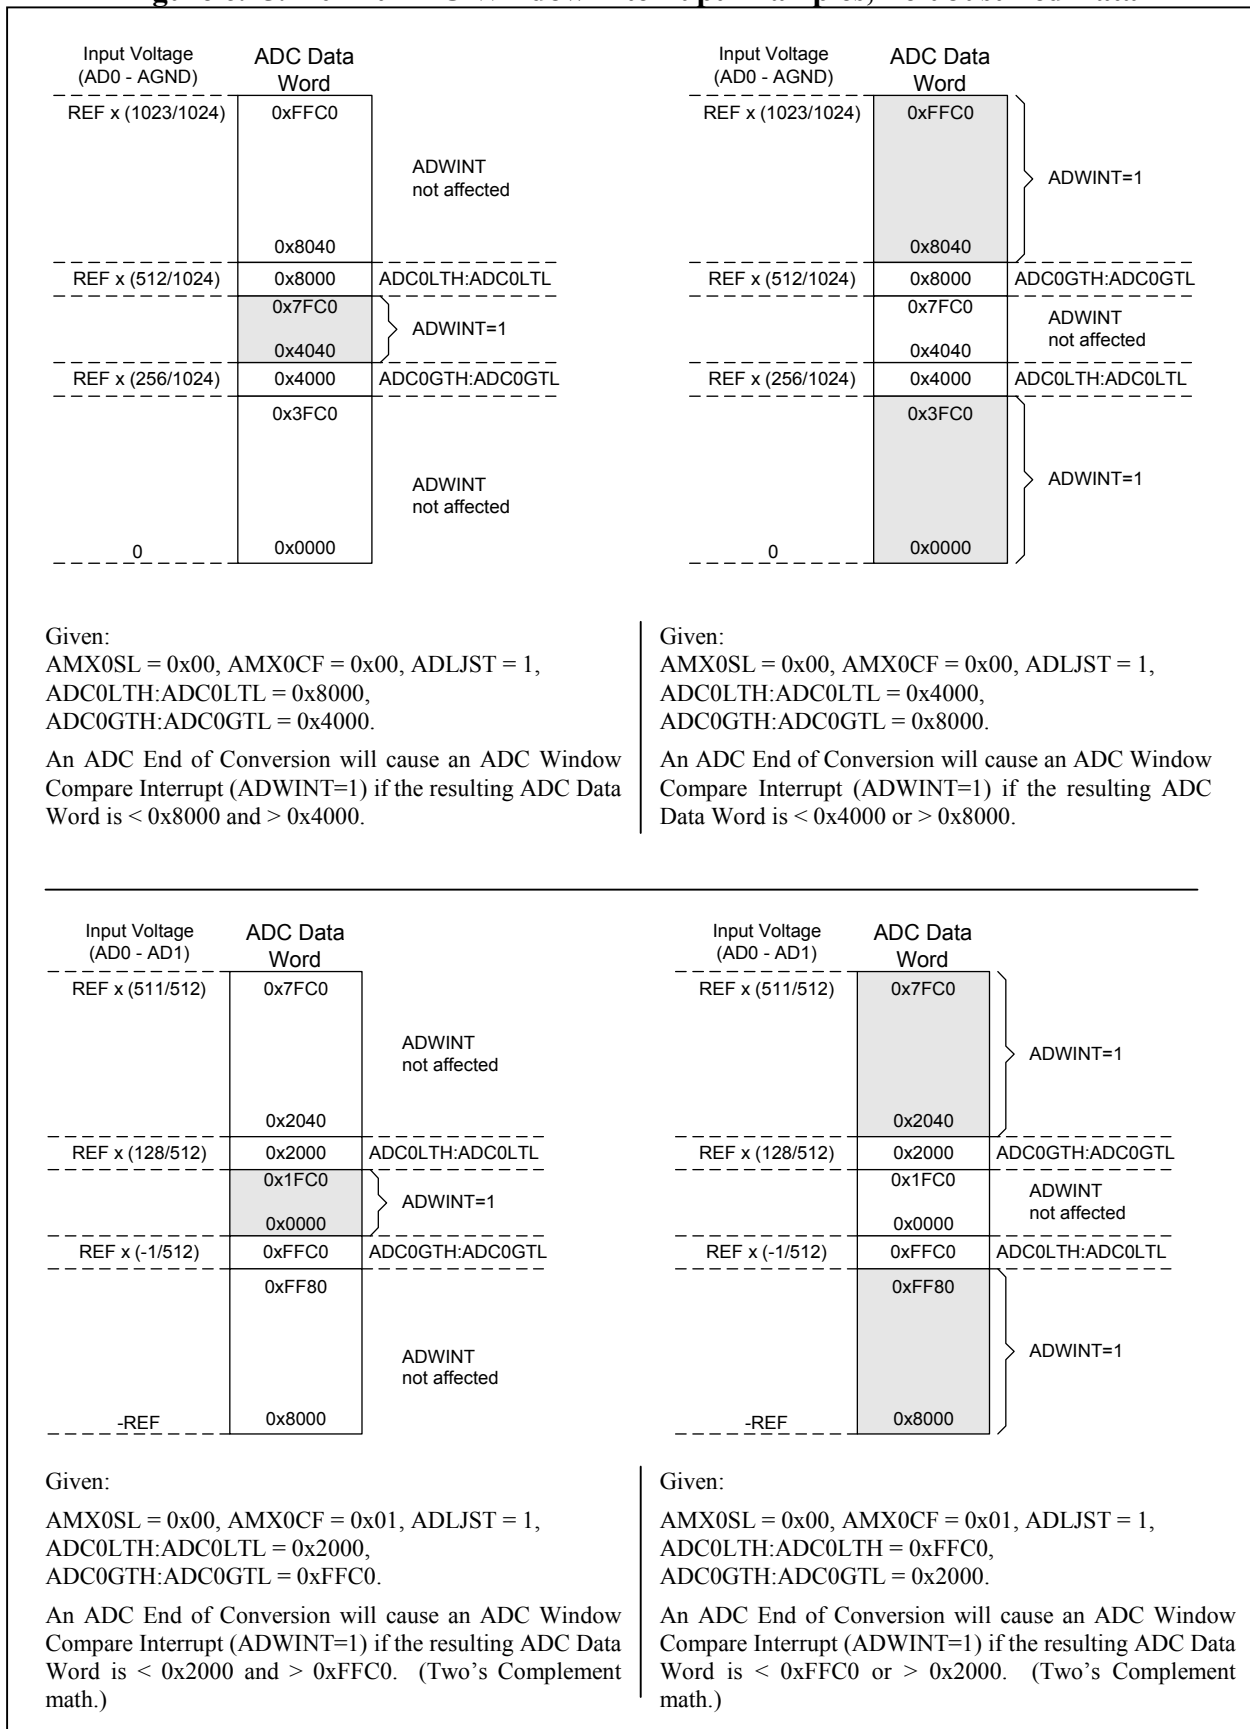 Input Voltage
(AD0 - AGND)
ADC Data
Word
REF x (1023/1024)
0xFFC0
ADWINT
not affected
0x8040
REF x (512/1024)
0x8000
ADC0LTH:ADC0LTL
0x7FC0
ADWINT=1
0x4040
REF x (256/1024)
0x4000
ADC0GTH:ADC0GTL
0x3FC0
ADWINT
not affected
0
0x0000
Input Voltage
(AD0 - AGND)
ADC Data
Word
REF x (1023/1024)
0xFFC0
ADWINT=1
0x8040
REF x (512/1024)
0x8000
ADC0GTH:ADC0GTL
0x7FC0
ADWINT
not affected
0x4040
REF x (256/1024)
0x4000
ADC0LTH:ADC0LTL
0x3FC0
ADWINT=1
0
0x0000
Given:
AMX0SL = 0x00, AMX0CF = 0x00, ADLJST = 1,
ADC0LTH:ADC0LTL = 0x8000,
ADC0GTH:ADC0GTL = 0x4000.
An ADC End of Conversion will cause an ADC Window
Compare Interrupt (ADWINT=1) if the resulting ADC Data
Word is < 0x8000 and > 0x4000.
Given:
AMX0SL = 0x00, AMX0CF = 0x00, ADLJST = 1,
ADC0LTH:ADC0LTL = 0x4000,
ADC0GTH:ADC0GTL = 0x8000.
An ADC End of Conversion will cause an ADC Window
Compare Interrupt (ADWINT=1) if the resulting ADC
Data Word is < 0x4000 or > 0x8000.
Input Voltage
(AD0 - AD1)
ADC Data
Word
REF x (511/512)
0x7FC0
ADWINT
not affected
0x2040
REF x (128/512)
0x2000
ADC0LTH:ADC0LTL
0x1FC0
ADWINT=1
0x0000
REF x (-1/512)
0xFFC0
ADC0GTH:ADC0GTL
0xFF80
ADWINT
not affected
-REF
0x8000
Input Voltage
(AD0 - AD1)
ADC Data
Word
REF x (511/512)
0x7FC0
ADWINT=1
0x2040
REF x (128/512)
0x2000
ADC0GTH:ADC0GTL
0x1FC0
ADWINT
not affected
0x0000
REF x (-1/512)
0xFFC0
ADC0LTH:ADC0LTL
0xFF80
ADWINT=1
-REF
0x8000
Given:
AMX0SL = 0x00, AMX0CF = 0x01, ADLJST = 1,
ADC0LTH:ADC0LTL = 0x2000,
ADC0GTH:ADC0GTL = 0xFFC0.
An ADC End of Conversion will cause an ADC Window
Compare Interrupt (ADWINT=1) if the resulting ADC Data
Word is < 0x2000 and > 0xFFC0. (Two's Complement
math.)
Given:
AMX0SL = 0x00, AMX0CF = 0x01, ADLJST = 1,
ADC0LTH:ADC0LTH = 0xFFC0,
ADC0GTH:ADC0GTL = 0x2000.
An ADC End of Conversion will cause an ADC Window
Compare Interrupt (ADWINT=1) if the resulting ADC Data
Word is < 0xFFC0 or > 0x2000. (Two's Complement
math.)